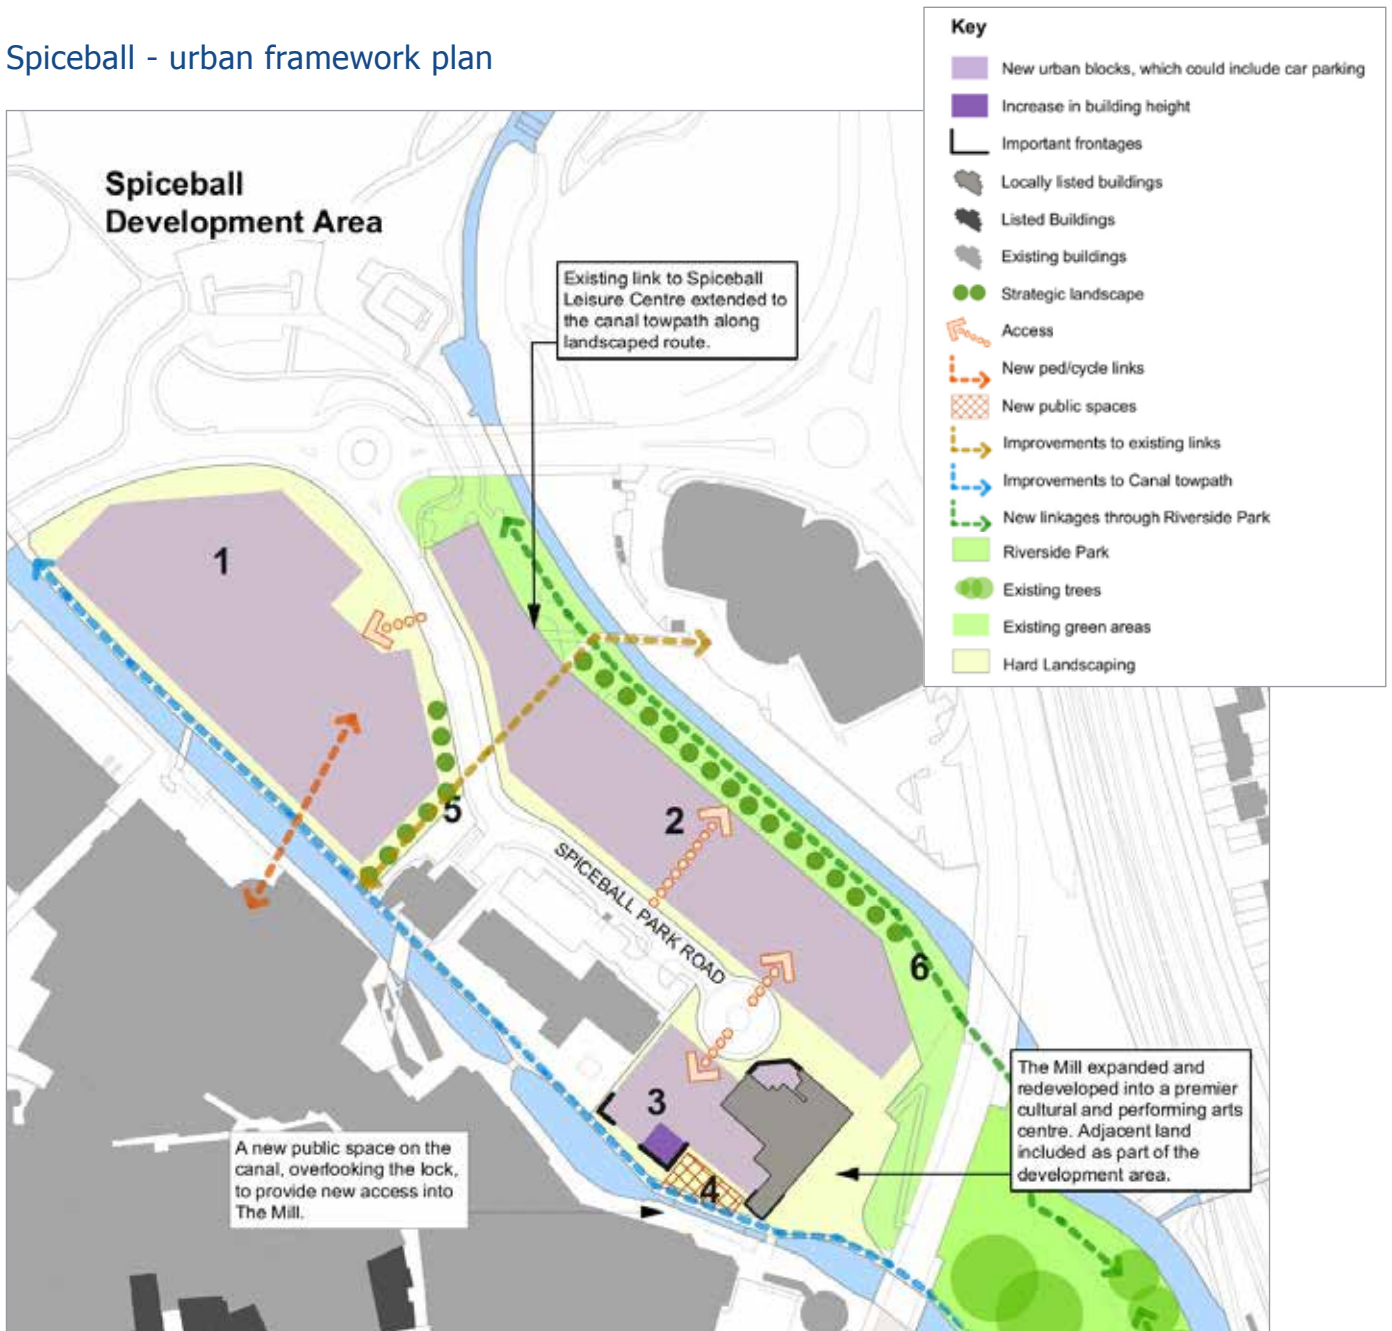 Spiceball - urban framework plan
Key
New urban blocks, which could include car parking
Increase in building height
Important frontages
Locally listed buildings
Listed Buildings
Existing buildings
Strategic landscape
Access
New ped/cycle links
New public spaces
Improvements to existing links
Improvements to Canal towpath
New linkages through Riverside Park
Riverside Park
Existing trees
Existing green areas
Hard Landscaping
Spiceball
Development Area
Existing link to Spiceball
Leisure Centre extended to
the canal towpath along
landscaped route.
1
2
5
SPICEBALL PARK ROAD
6
3
4
The Mill expanded and
redeveloped into a premier
cultural and performing arts
centre. Adjacent land
included as part of the
development area.
A new public space on the
canal, overlooking the lock,
to provide new access into
The Mill.